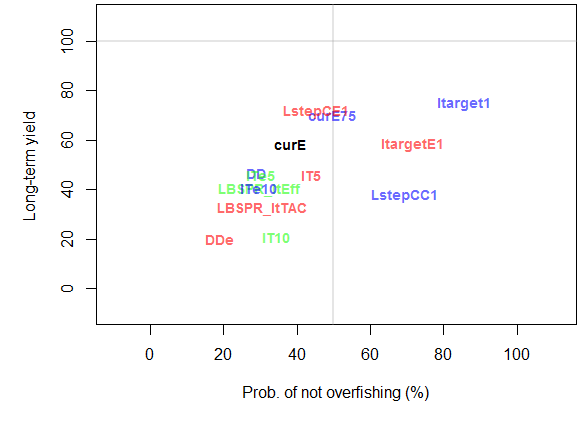 100
80
60
40
20
0
Long-term yield
Itarget1
LstepCE1
curE75
curE
ItargetE1
DD
IT5
LBSPR_ItEff
ITe10
LstepCC1
LBSPR_ItTAC
DDe
IT10
0 20 40 60 80 100
Prob. of not overfishing (%)